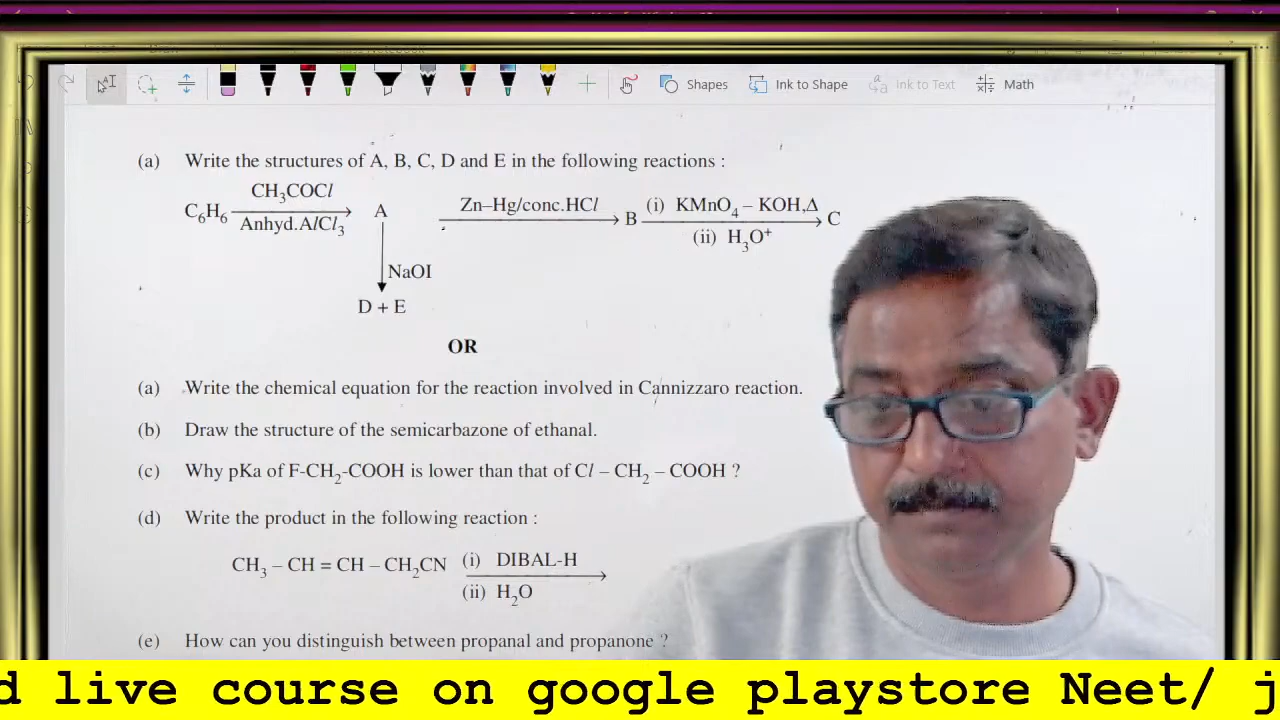 Shapes Ink to Shape Ink to Text Math
(a) Write the structures of A, B, C, D and E in the following reactions :
C6H6 CH3COCl Anhyd.AlCl3 A Zn–Hg/conc.HCl B (i) KMnO4 – KOH,Δ (ii) H3O+ C
NaOI
D + E
OR
(a) Write the chemical equation for the reaction involved in Cannizzaro reaction.
(b) Draw the structure of the semicarbazone of ethanal.
(c) Why pKa of F-CH2-COOH is lower than that of Cl – CH2 – COOH ?
(d) Write the product in the following reaction :
CH3 – CH = CH – CH2CN (i) DIBAL-H (ii) H2O
(e) How can you distinguish between propanal and propanone ?
d live course on google playstore Neet/ j